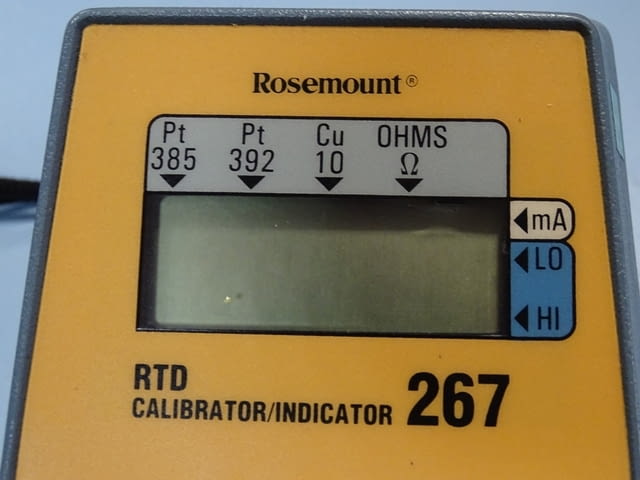 Rosemount®
Pt Pt Cu OHMS
385 392 10 Ω
mA
LO
HI
RTD
CALIBRATOR/INDICATOR 267